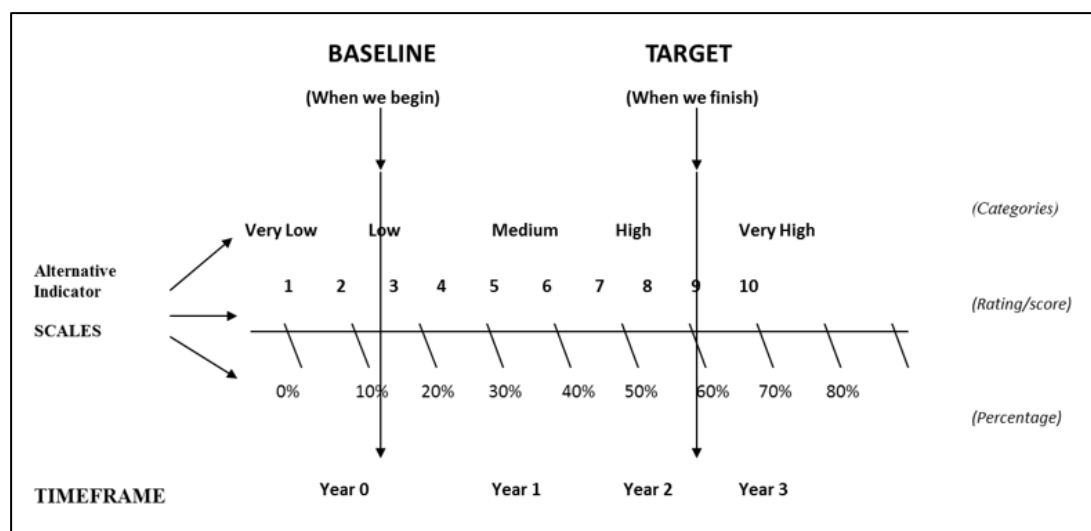 BASELINE TARGET
(When we begin) (When we finish)
(Categories)
Very Low Low Medium High Very High
Alternative
Indicator
1 2 3 4 5 6 7 8 9 10
(Rating/score)
SCALES
0% 10% 20% 30% 40% 50% 60% 70% 80%
(Percentage)
TIMEFRAME Year 0 Year 1 Year 2 Year 3